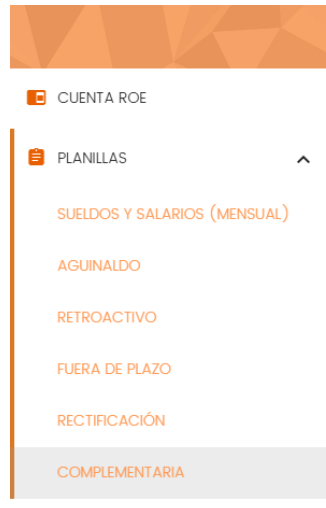 CUENTA ROE
PLANILLAS
SUELDOS Y SALARIOS (MENSUAL)
AGUINALDO
RETROACTIVO
FUERA DE PLAZO
RECTIFICACIÓN
COMPLEMENTARIA